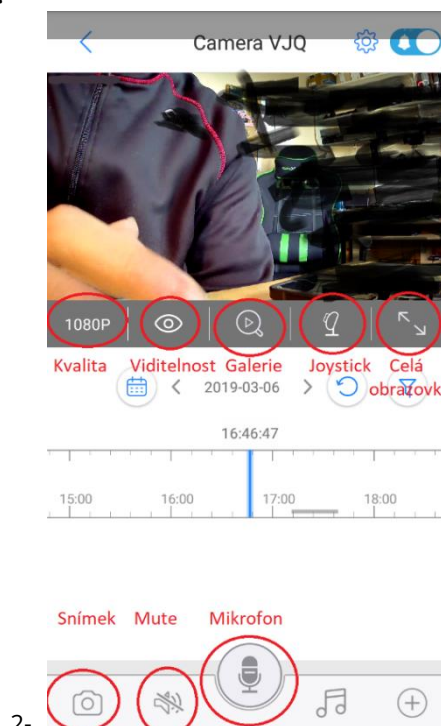 Camera VJQ
1080P
Kvalita Viditelnost Galerie Joystick Celá
2019-03-06 obrazovk
16:46:47
15:00 16:00 17:00 18:00
Snímek Mute Mikrofon
2-